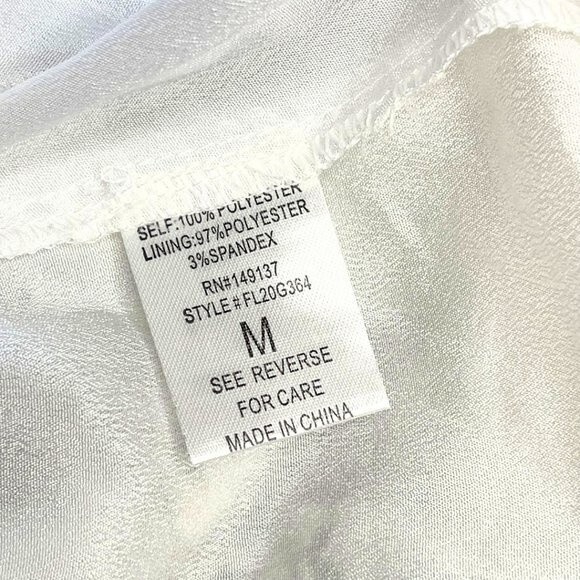 SELF:100% POLYESTER
LINING:97%POLYESTER
3%SPANDEX
RN#149137
STYLE#FL20G364
M
SEE REVERSE
FOR CARE
MADE IN CHINA